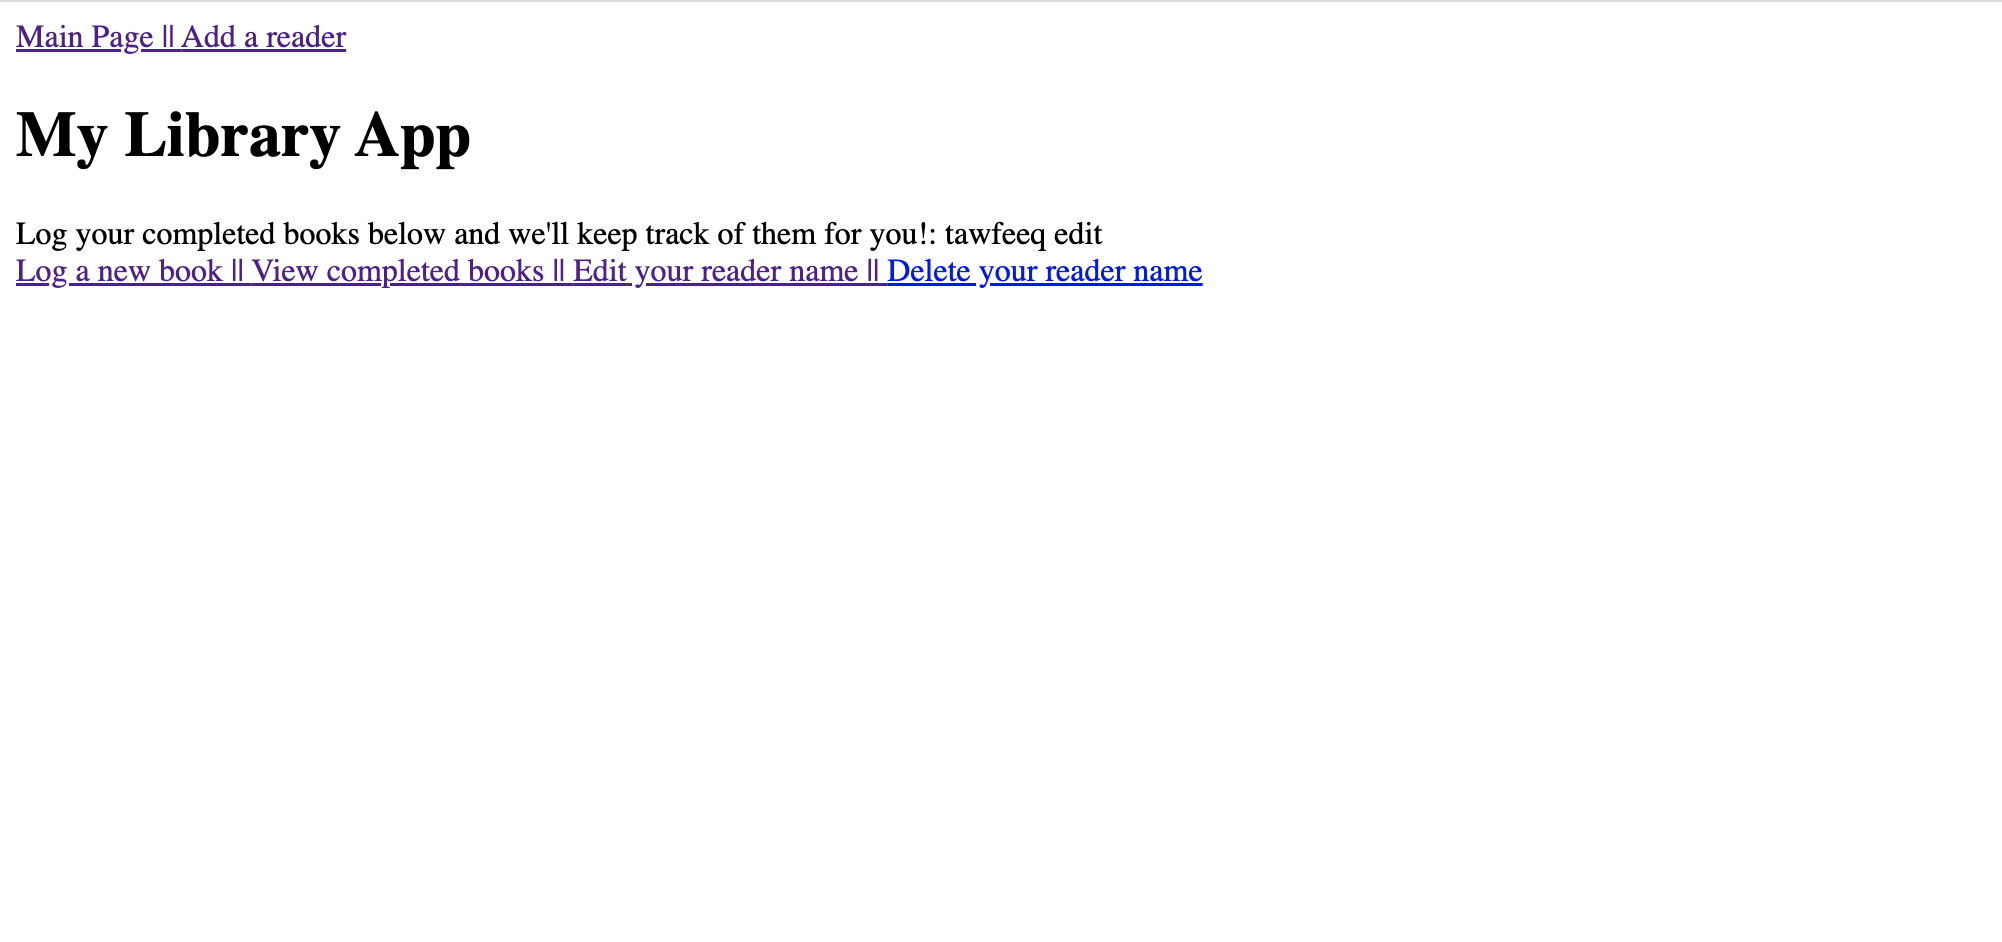 Main Page || Add a reader
My Library App
Log your completed books below and we'll keep track of them for you!: tawfeeq edit
Log a new book || View completed books || Edit your reader name || Delete your reader name